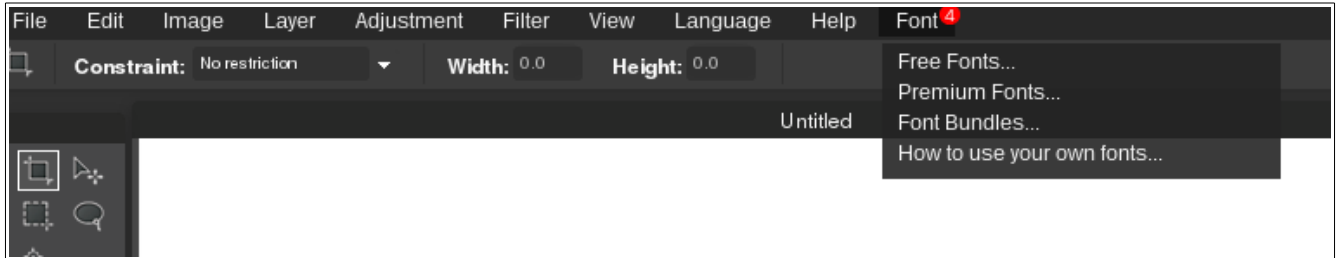 File Edit Image Layer Adjustment Filter View Language Help Font 4
Constraint: No restriction Width: 0.0 Height: 0.0
Free Fonts...
Premium Fonts...
Untitled
Font Bundles...
How to use your own fonts...